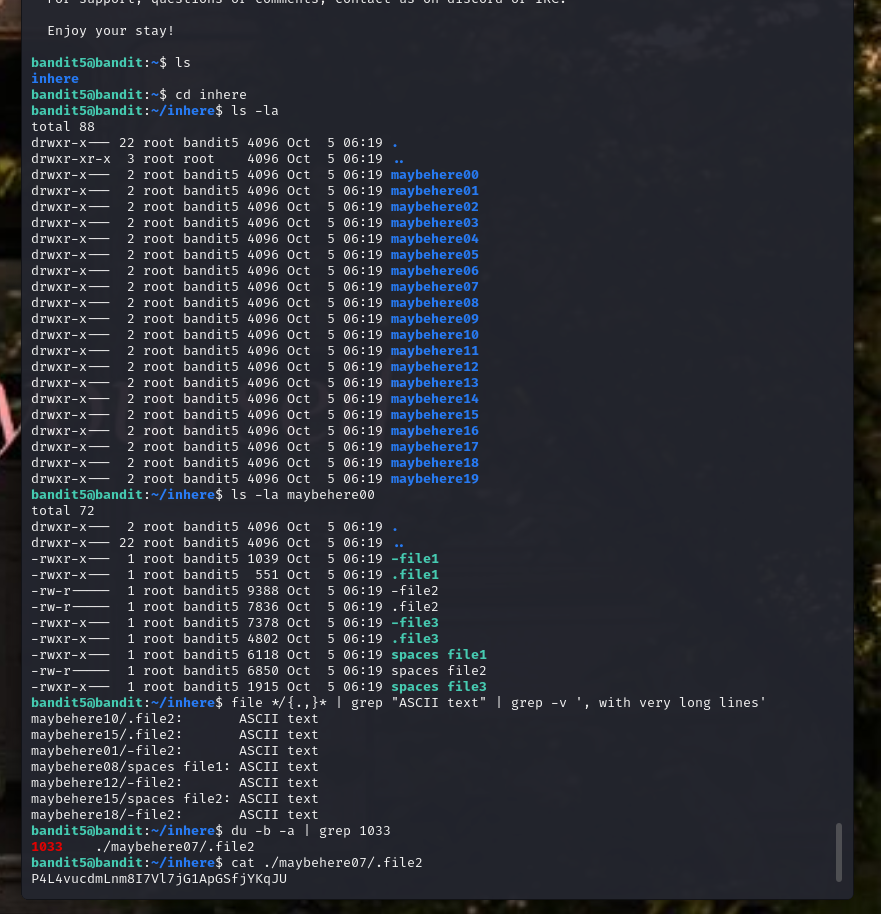 For support, questions or comments, contact us on discord or IRC.
Enjoy your stay!
bandit5@bandit:~$ ls
inhere
bandit5@bandit:~$ cd inhere
bandit5@bandit:~/inhere$ ls -la
total 88
drwxr-x--- 22 root bandit5 4096 Oct  5 06:19 .
drwxr-xr-x  3 root root    4096 Oct  5 06:19 ..
drwxr-x---  2 root bandit5 4096 Oct  5 06:19 maybehere00
drwxr-x---  2 root bandit5 4096 Oct  5 06:19 maybehere01
drwxr-x---  2 root bandit5 4096 Oct  5 06:19 maybehere02
drwxr-x---  2 root bandit5 4096 Oct  5 06:19 maybehere03
drwxr-x---  2 root bandit5 4096 Oct  5 06:19 maybehere04
drwxr-x---  2 root bandit5 4096 Oct  5 06:19 maybehere05
drwxr-x---  2 root bandit5 4096 Oct  5 06:19 maybehere06
drwxr-x---  2 root bandit5 4096 Oct  5 06:19 maybehere07
drwxr-x---  2 root bandit5 4096 Oct  5 06:19 maybehere08
drwxr-x---  2 root bandit5 4096 Oct  5 06:19 maybehere09
drwxr-x---  2 root bandit5 4096 Oct  5 06:19 maybehere10
drwxr-x---  2 root bandit5 4096 Oct  5 06:19 maybehere11
drwxr-x---  2 root bandit5 4096 Oct  5 06:19 maybehere12
drwxr-x---  2 root bandit5 4096 Oct  5 06:19 maybehere13
drwxr-x---  2 root bandit5 4096 Oct  5 06:19 maybehere14
drwxr-x---  2 root bandit5 4096 Oct  5 06:19 maybehere15
drwxr-x---  2 root bandit5 4096 Oct  5 06:19 maybehere16
drwxr-x---  2 root bandit5 4096 Oct  5 06:19 maybehere17
drwxr-x---  2 root bandit5 4096 Oct  5 06:19 maybehere18
drwxr-x---  2 root bandit5 4096 Oct  5 06:19 maybehere19
bandit5@bandit:~/inhere$ ls -la maybehere00
total 72
drwxr-x---  2 root bandit5 4096 Oct  5 06:19 .
drwxr-x--- 22 root bandit5 4096 Oct  5 06:19 ..
-rwxr-x---  1 root bandit5 1039 Oct  5 06:19 -file1
-rwxr-x---  1 root bandit5  551 Oct  5 06:19 .file1
-rw-r-----  1 root bandit5 9388 Oct  5 06:19 -file2
-rw-r-----  1 root bandit5 7836 Oct  5 06:19 .file2
-rwxr-x---  1 root bandit5 7378 Oct  5 06:19 -file3
-rwxr-x---  1 root bandit5 4802 Oct  5 06:19 .file3
-rwxr-x---  1 root bandit5 6118 Oct  5 06:19 spaces file1
-rw-r-----  1 root bandit5 6850 Oct  5 06:19 spaces file2
-rwxr-x---  1 root bandit5 1915 Oct  5 06:19 spaces file3
bandit5@bandit:~/inhere$ file */{.,}* | grep "ASCII text" | grep -v ', with very long lines'
maybehere10/.file2:       ASCII text
maybehere15/.file2:       ASCII text
maybehere01/-file2:       ASCII text
maybehere08/spaces file1: ASCII text
maybehere12/-file2:       ASCII text
maybehere15/spaces file2: ASCII text
maybehere18/-file2:       ASCII text
bandit5@bandit:~/inhere$ du -b -a | grep 1033
1033    ./maybehere07/.file2
bandit5@bandit:~/inhere$ cat ./maybehere07/.file2
P4L4vucdmLnm8I7Vl7jG1ApGSfjYKqJU